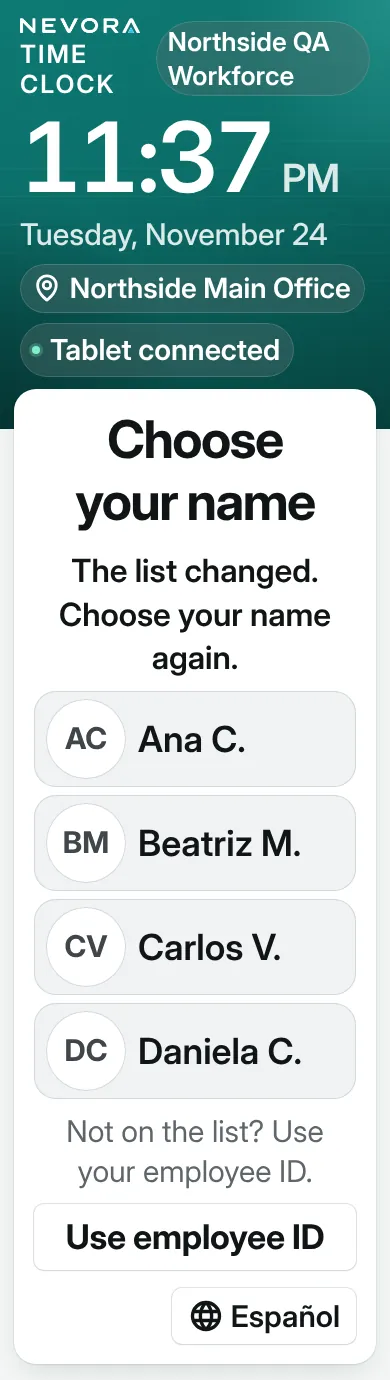 NEVORA
TIME
CLOCK
Northside QA
Workforce
11:37 PM
Tuesday, November 24
Northside Main Office
Tablet connected
Choose
your name
The list changed.
Choose your name
again.
AC Ana C.
BM Beatriz M.
CV Carlos V.
DC Daniela C.
Not on the list? Use
your employee ID.
Use employee ID
Español